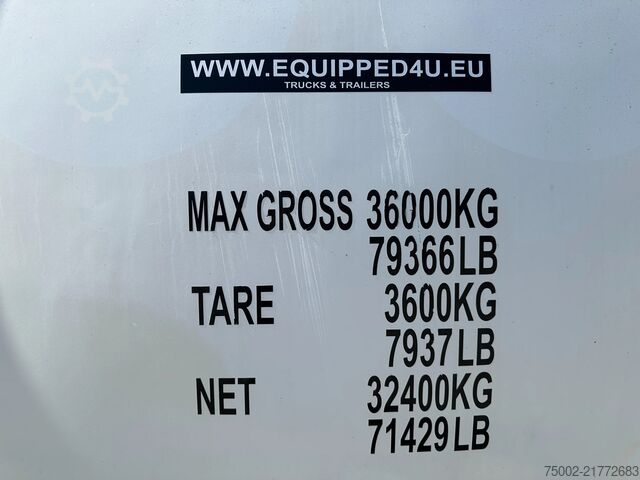 WWW.EQUIPPED4U.EU
TRUCKS & TRAILERS
MAX GROSS 36000KG
79366LB
TARE 3600KG
7937LB
NET 32400KG
71429LB
75002-21772683